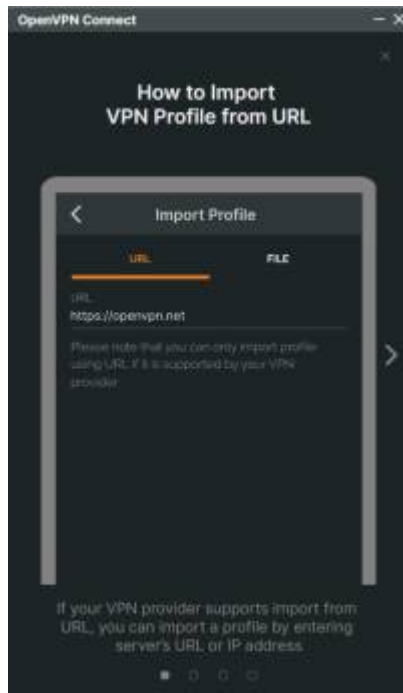 OpenVPN Connect
How to Import
VPN Profile from URL
Import Profile
URL
FILE
URL
https://openvpn.net
Please note that you can only import profile
using URL if it is supported by your VPN
provider
If your VPN provider supports import from
URL, you can import a profile by entering
server's URL or IP address